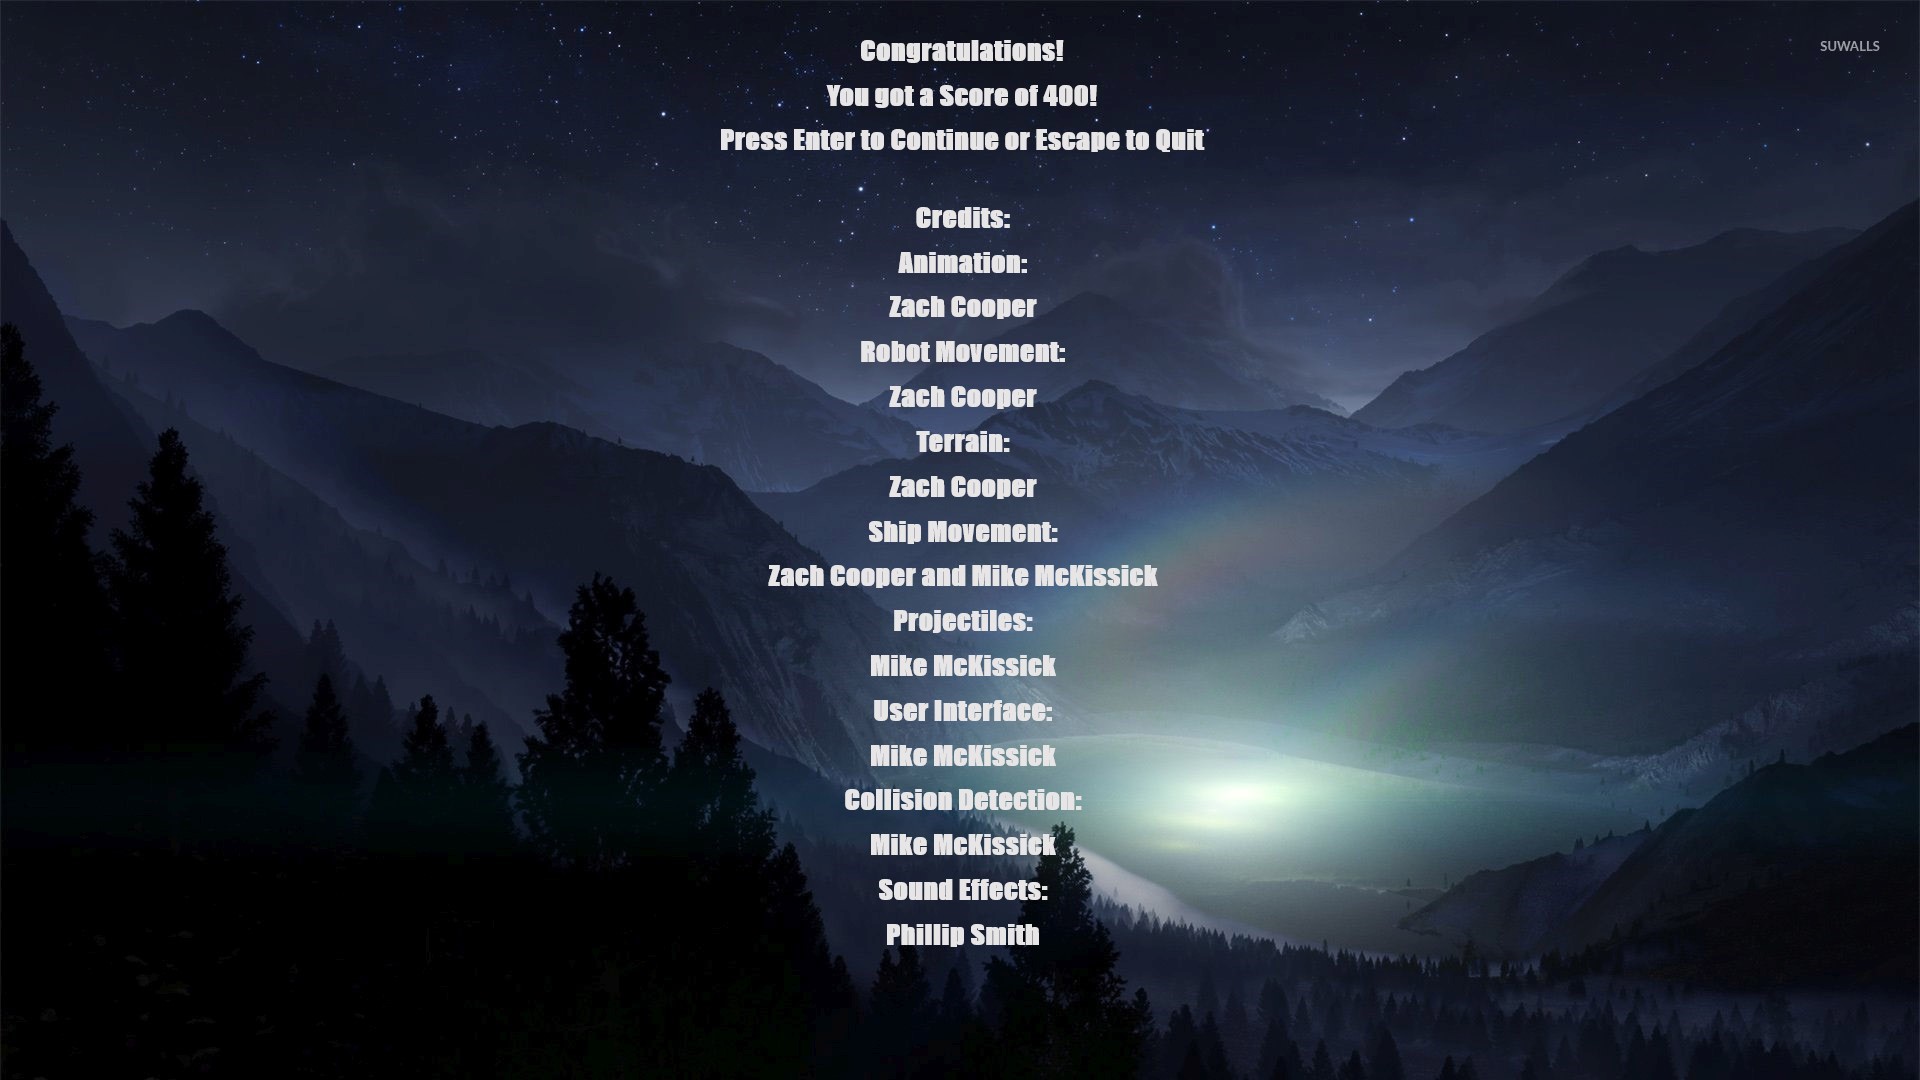 Congratulations!
SUWALLS
You got a Score of 400!
Press Enter to Continue or Escape to Quit
Credits:
Animation:
Zach Cooper
Robot Movement:
Zach Cooper
Terrain:
Zach Cooper
Ship Movement:
Zach Cooper and Mike McKissick
Projectiles:
Mike McKissick
User Interface:
Mike McKissick
Collision Detection:
Mike McKissick
Sound Effects:
Phillip Smith